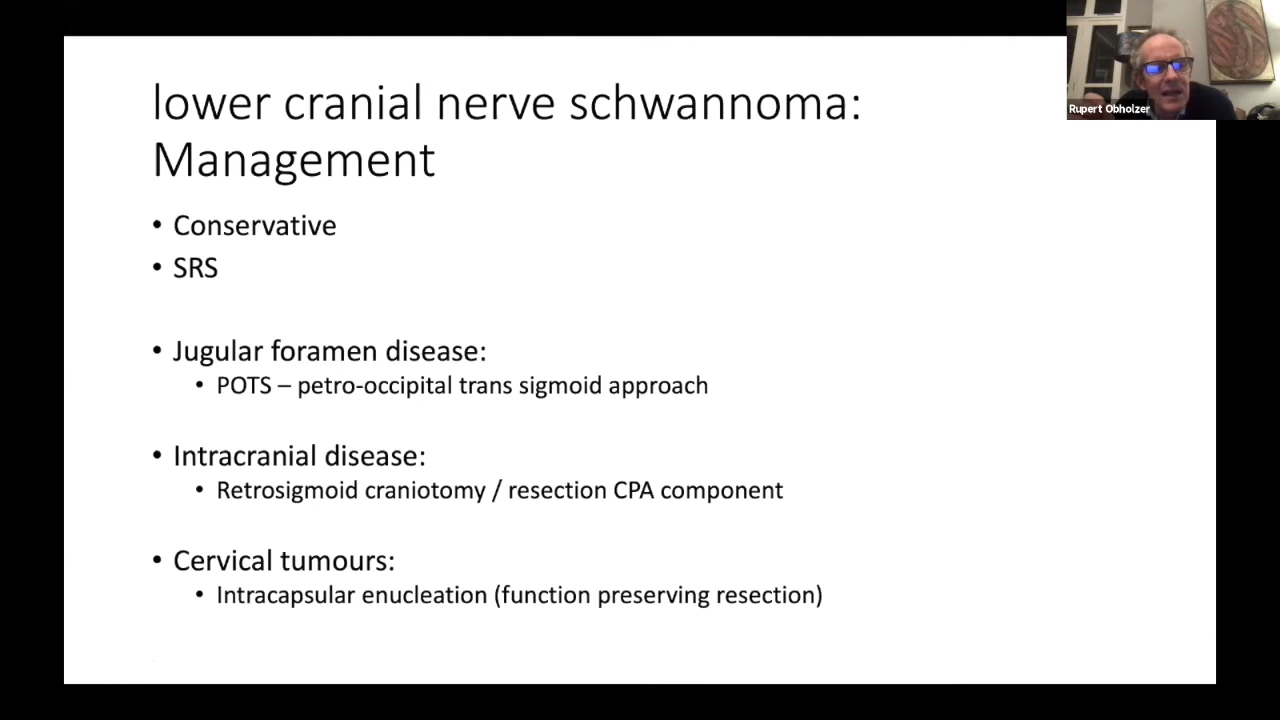 lower cranial nerve schwannoma:
Management
• Conservative
• SRS
• Jugular foramen disease:
• POTS – petro-occipital trans sigmoid approach
• Intracranial disease:
• Retrosigmoid craniotomy / resection CPA component
• Cervical tumours:
• Intracapsular enucleation (function preserving resection)
Rupert Obholzer